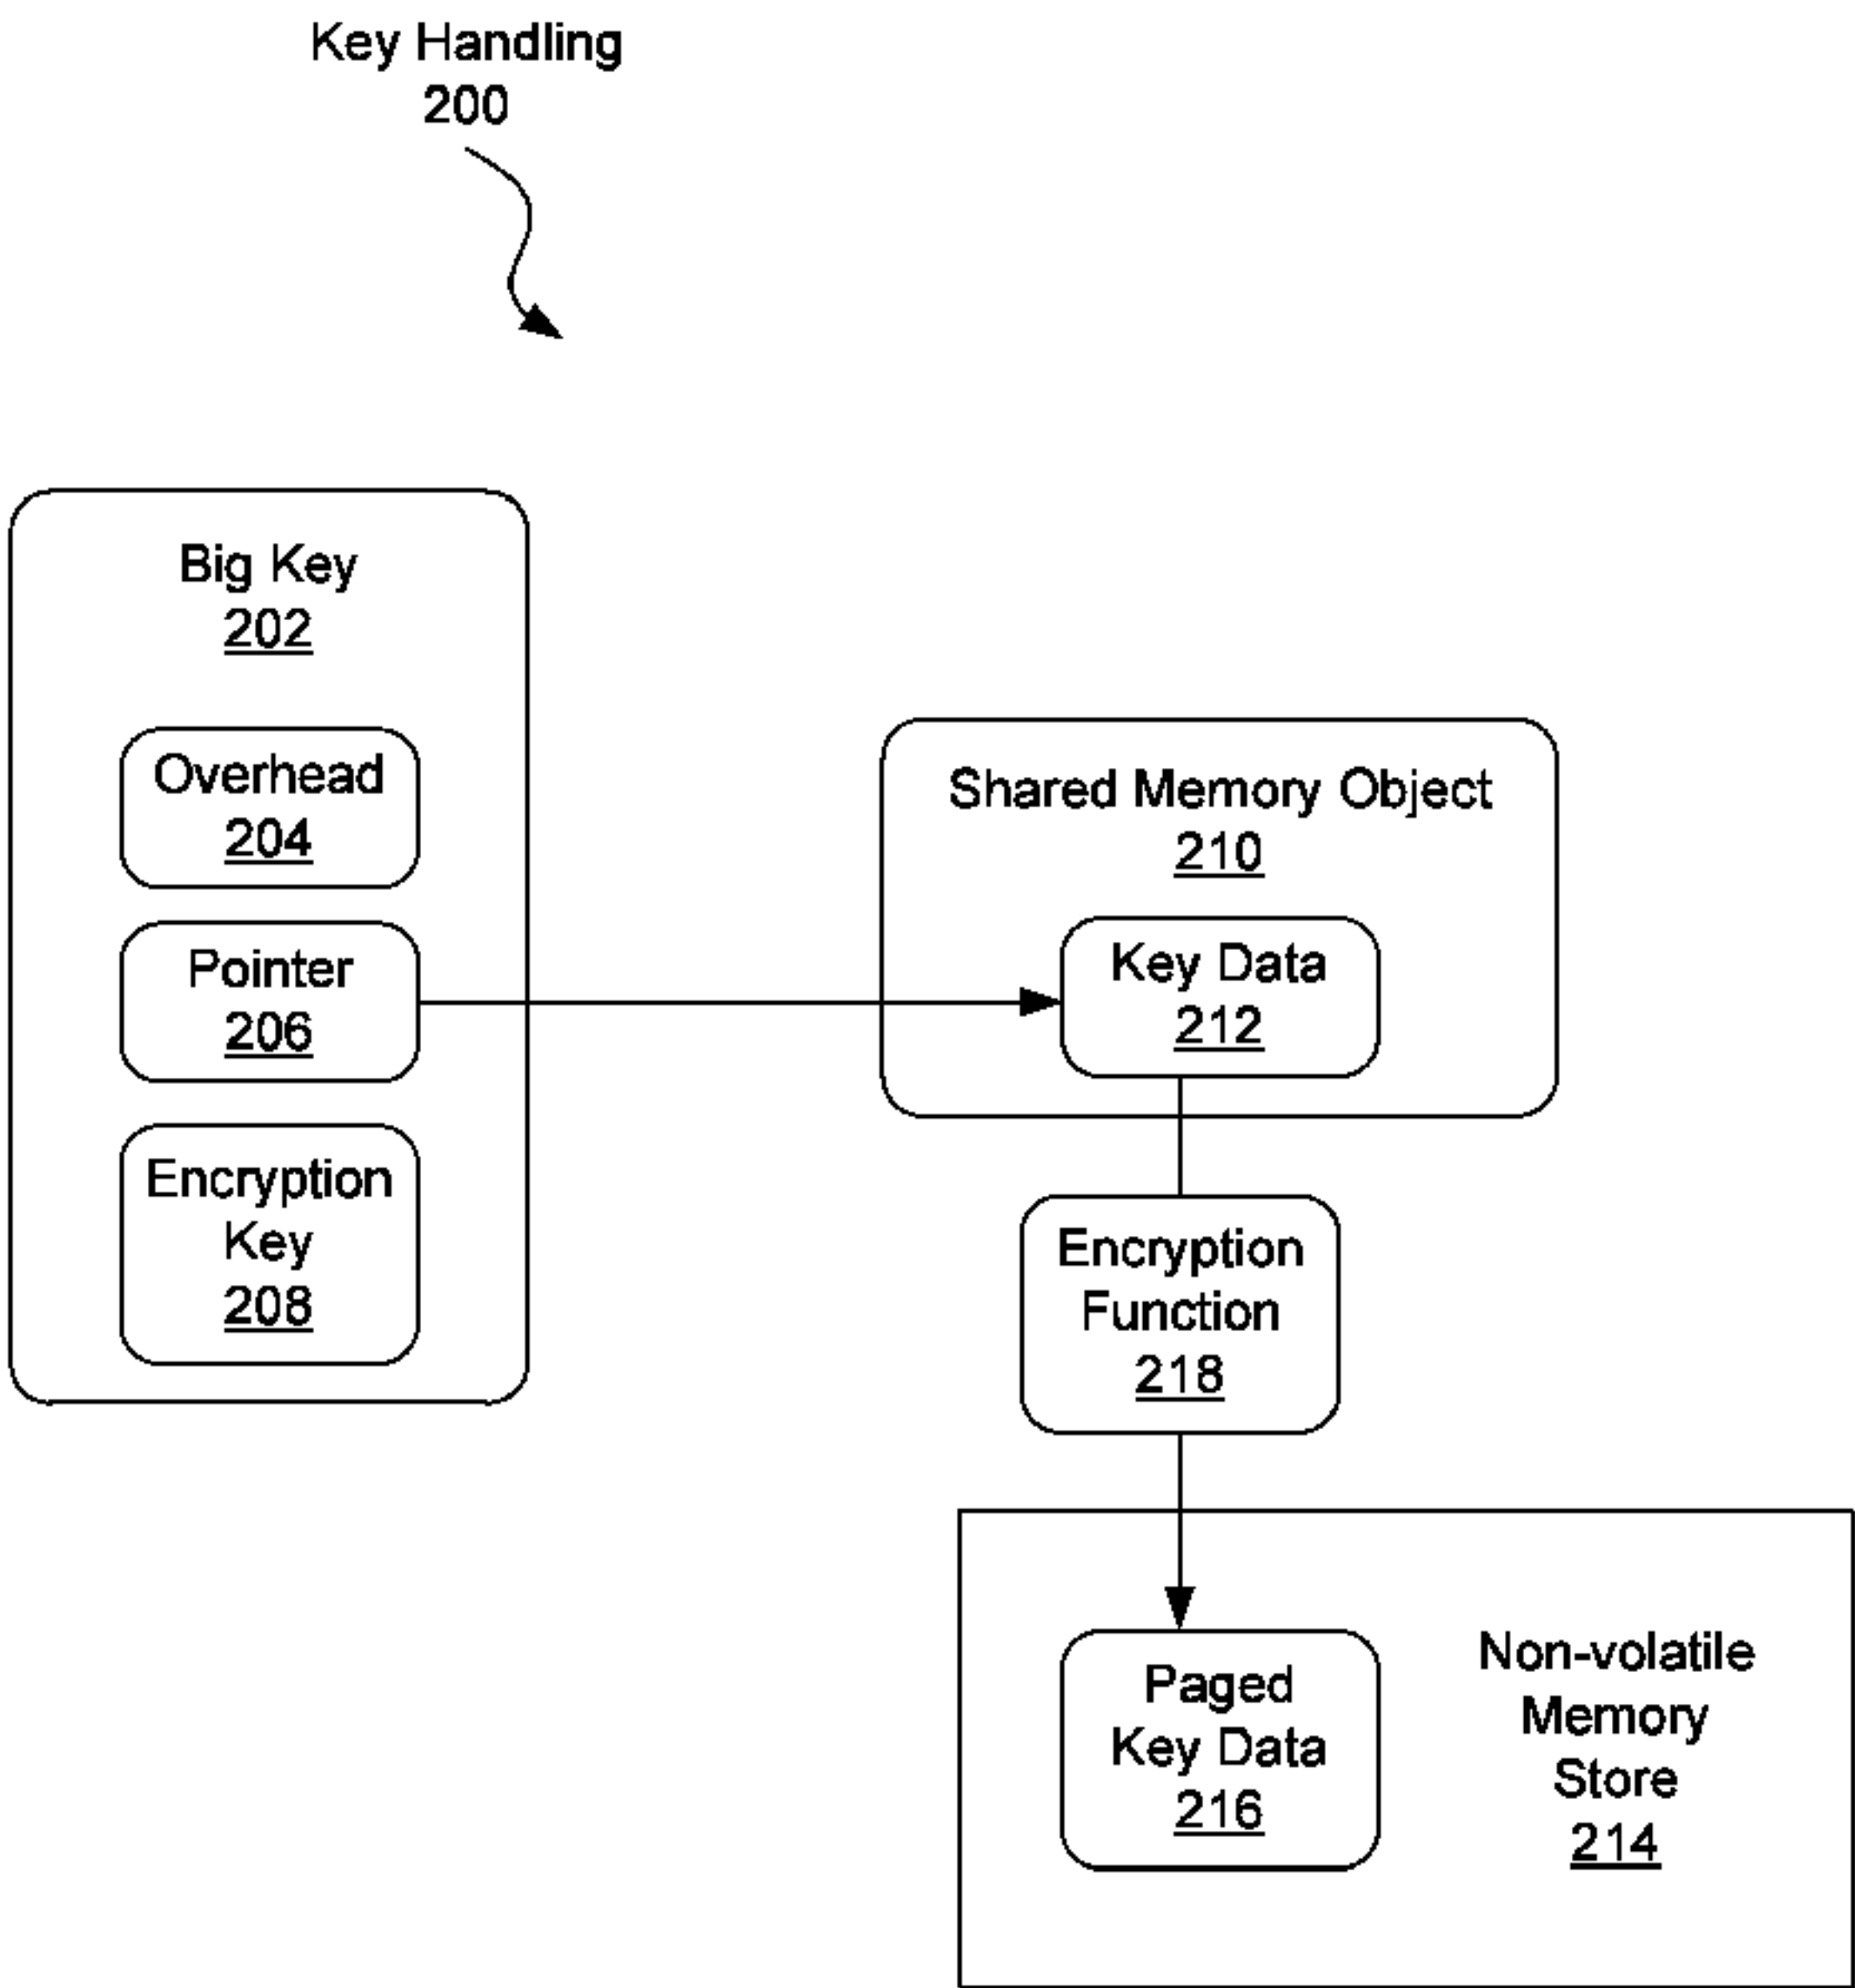 Key Handling
200
Big Key
202
Overhead
204
Pointer
206
Encryption
Key
208
Shared Memory Object
210
Key Data
212
Encryption
Function
218
Paged
Key Data
216
Non-volatile
Memory
Store
214